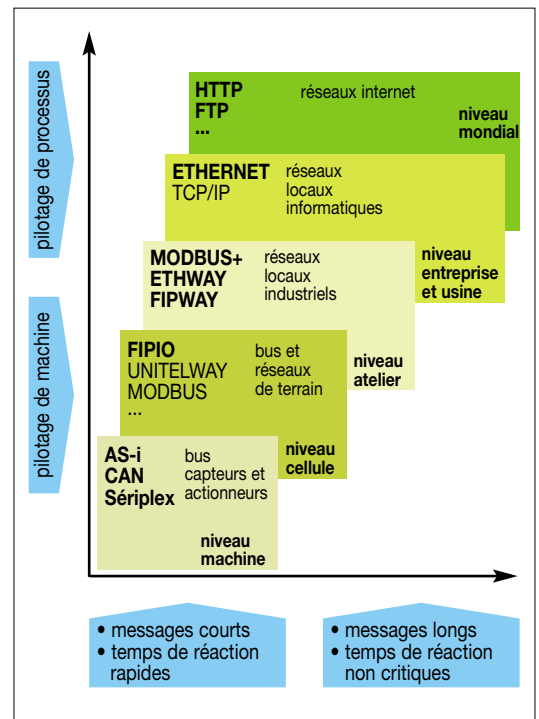 pilotage de processus
HTTP
FTP
...
réseaux internet
niveau
mondial
ETHERNET
TCP/IP
réseaux
locaux
informatiques
niveau
entreprise
et usine
MODBUS+
ETHWAY
FIPWAY
réseaux
locaux
industriels
niveau
atelier
pilotage de machine
FIPIO
UNITELWAY
MODBUS
...
bus et
réseaux
de terrain
niveau
cellule
AS-i
CAN
Sériplex
bus
capteurs et
actionneurs
niveau
machine
• messages courts
• temps de réaction
rapides
• messages longs
• temps de réaction
non critiques